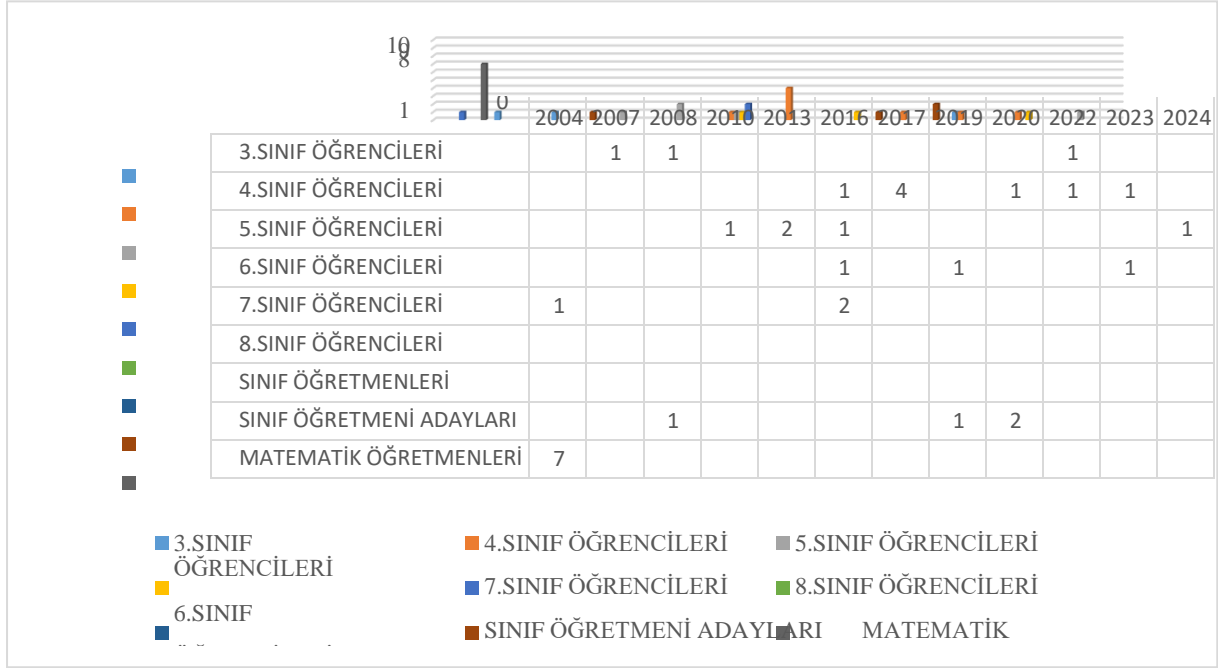 10
9
8
1
0
2004 2007 2008 2010 2013 2016 2017 2019 2020 2022 2023 2024
3.SINIF ÖĞRENCİLERİ 1 1 1
4.SINIF ÖĞRENCİLERİ 1 4 1 1 1
5.SINIF ÖĞRENCİLERİ 1 2 1 1
6.SINIF ÖĞRENCİLERİ 1 1 1
7.SINIF ÖĞRENCİLERİ 1 2
8.SINIF ÖĞRENCİLERİ
SINIF ÖĞRETMENLERİ
SINIF ÖĞRETMENİ ADAYLARI 1 1 2
MATEMATİK ÖĞRETMENLERİ 7
3.SINIF
ÖĞRENCİLERİ
4.SINIF ÖĞRENCİLERİ
5.SINIF ÖĞRENCİLERİ
6.SINIF
7.SINIF ÖĞRENCİLERİ
8.SINIF ÖĞRENCİLERİ
SINIF ÖĞRETMENİ ADAYLARI
MATEMATİK